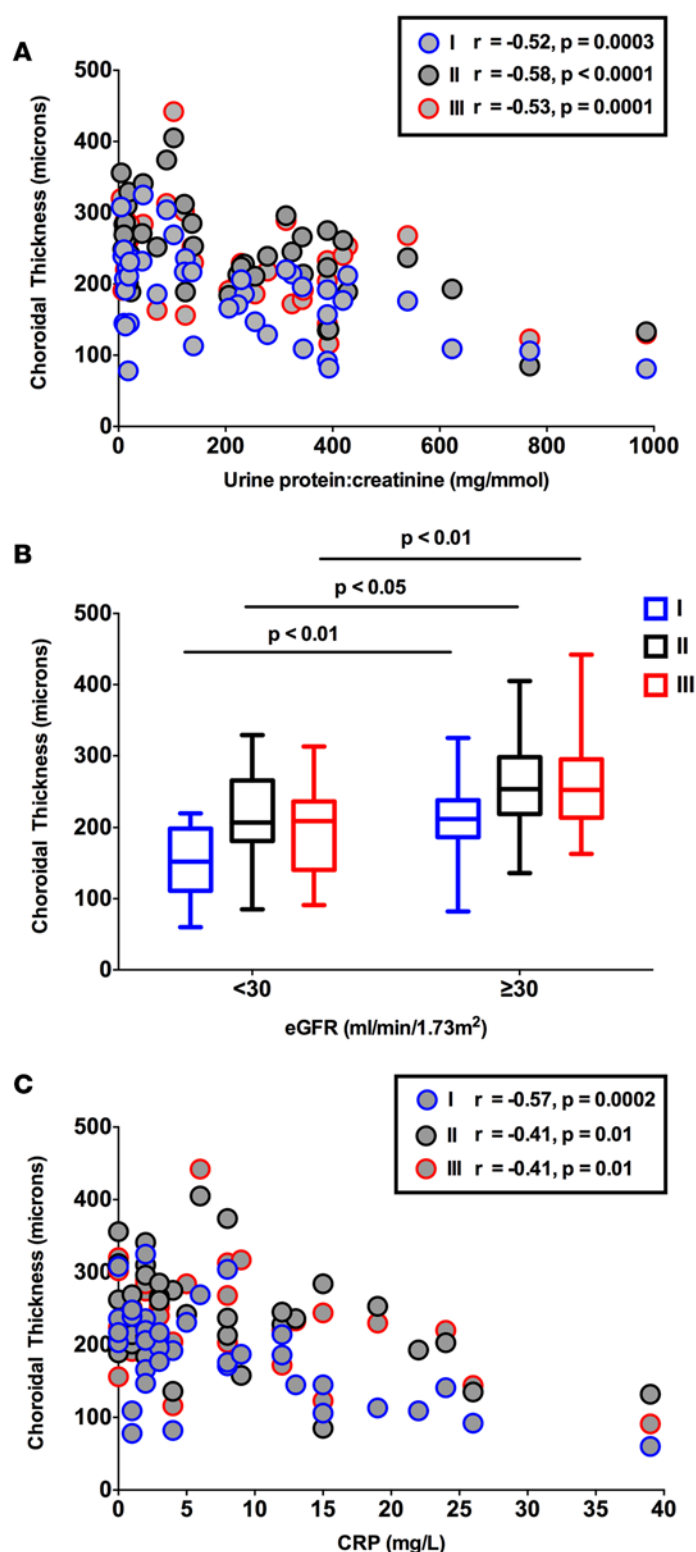 A
I r = -0.52, p = 0.0003
II r = -0.58, p < 0.0001
III r = -0.53, p = 0.0001
Choroidal Thickness (microns)
500
400
300
200
100
0
0 200 400 600 800 1000
Urine protein:creatinine (mg/mmol)
B
p < 0.01
p < 0.05
p < 0.01
I
II
III
Choroidal Thickness (microns)
500
400
300
200
100
0
<30 ≥30
eGFR (ml/min/1.73m²)
C
I r = -0.57, p = 0.0002
II r = -0.41, p = 0.01
III r = -0.41, p = 0.01
Choroidal Thickness (microns)
500
400
300
200
100
0
0 5 10 15 20 25 30 35 40
CRP (mg/L)